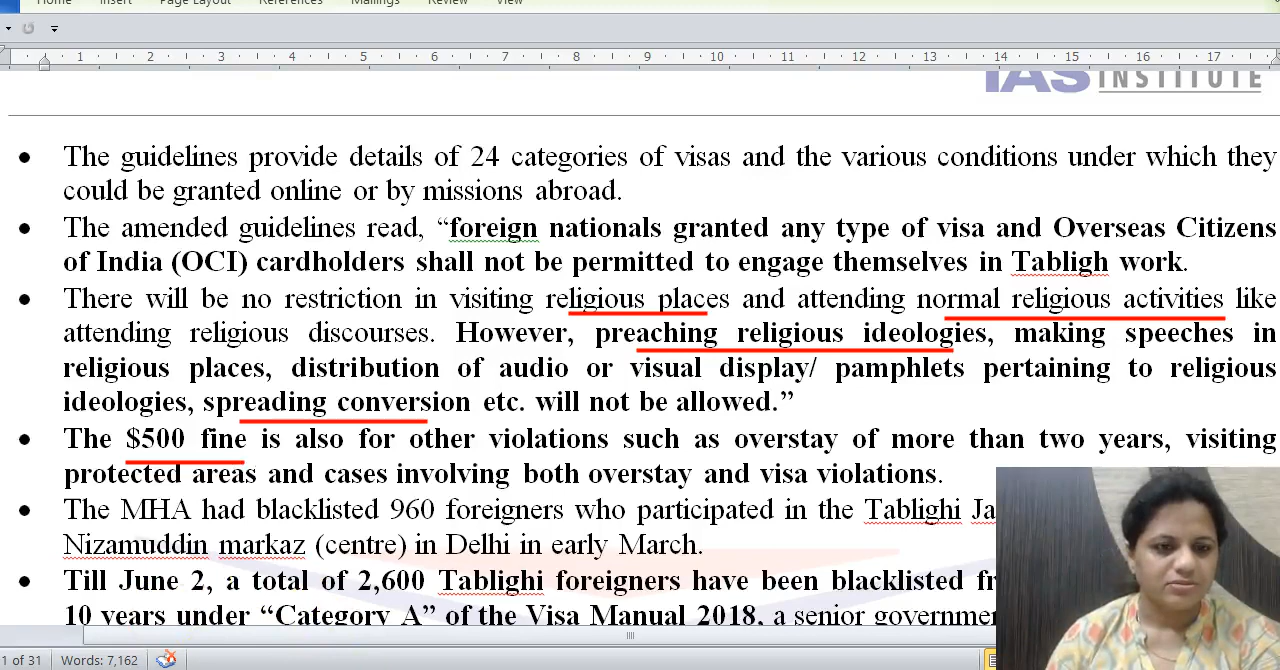 Home Insert Page Layout References Mailings Review View
1 2 3 4 5 6 7 8 9 10 11 12 13 14 15 16 17
IAS INSTITUTE
• The guidelines provide details of 24 categories of visas and the various conditions under which they
could be granted online or by missions abroad.
• The amended guidelines read, “foreign nationals granted any type of visa and Overseas Citizens
of India (OCI) cardholders shall not be permitted to engage themselves in Tabligh work.
• There will be no restriction in visiting religious places and attending normal religious activities like
attending religious discourses. However, preaching religious ideologies, making speeches in
religious places, distribution of audio or visual display/ pamphlets pertaining to religious
ideologies, spreading conversion etc. will not be allowed.”
• The $500 fine is also for other violations such as overstay of more than two years, visiting
protected areas and cases involving both overstay and visa violations.
• The MHA had blacklisted 960 foreigners who participated in the Tablighi Ja
Nizamuddin markaz (centre) in Delhi in early March.
• Till June 2, a total of 2,600 Tablighi foreigners have been blacklisted fr
10 years under “Category A” of the Visa Manual 2018, a senior governmen
1 of 31 Words: 7,162